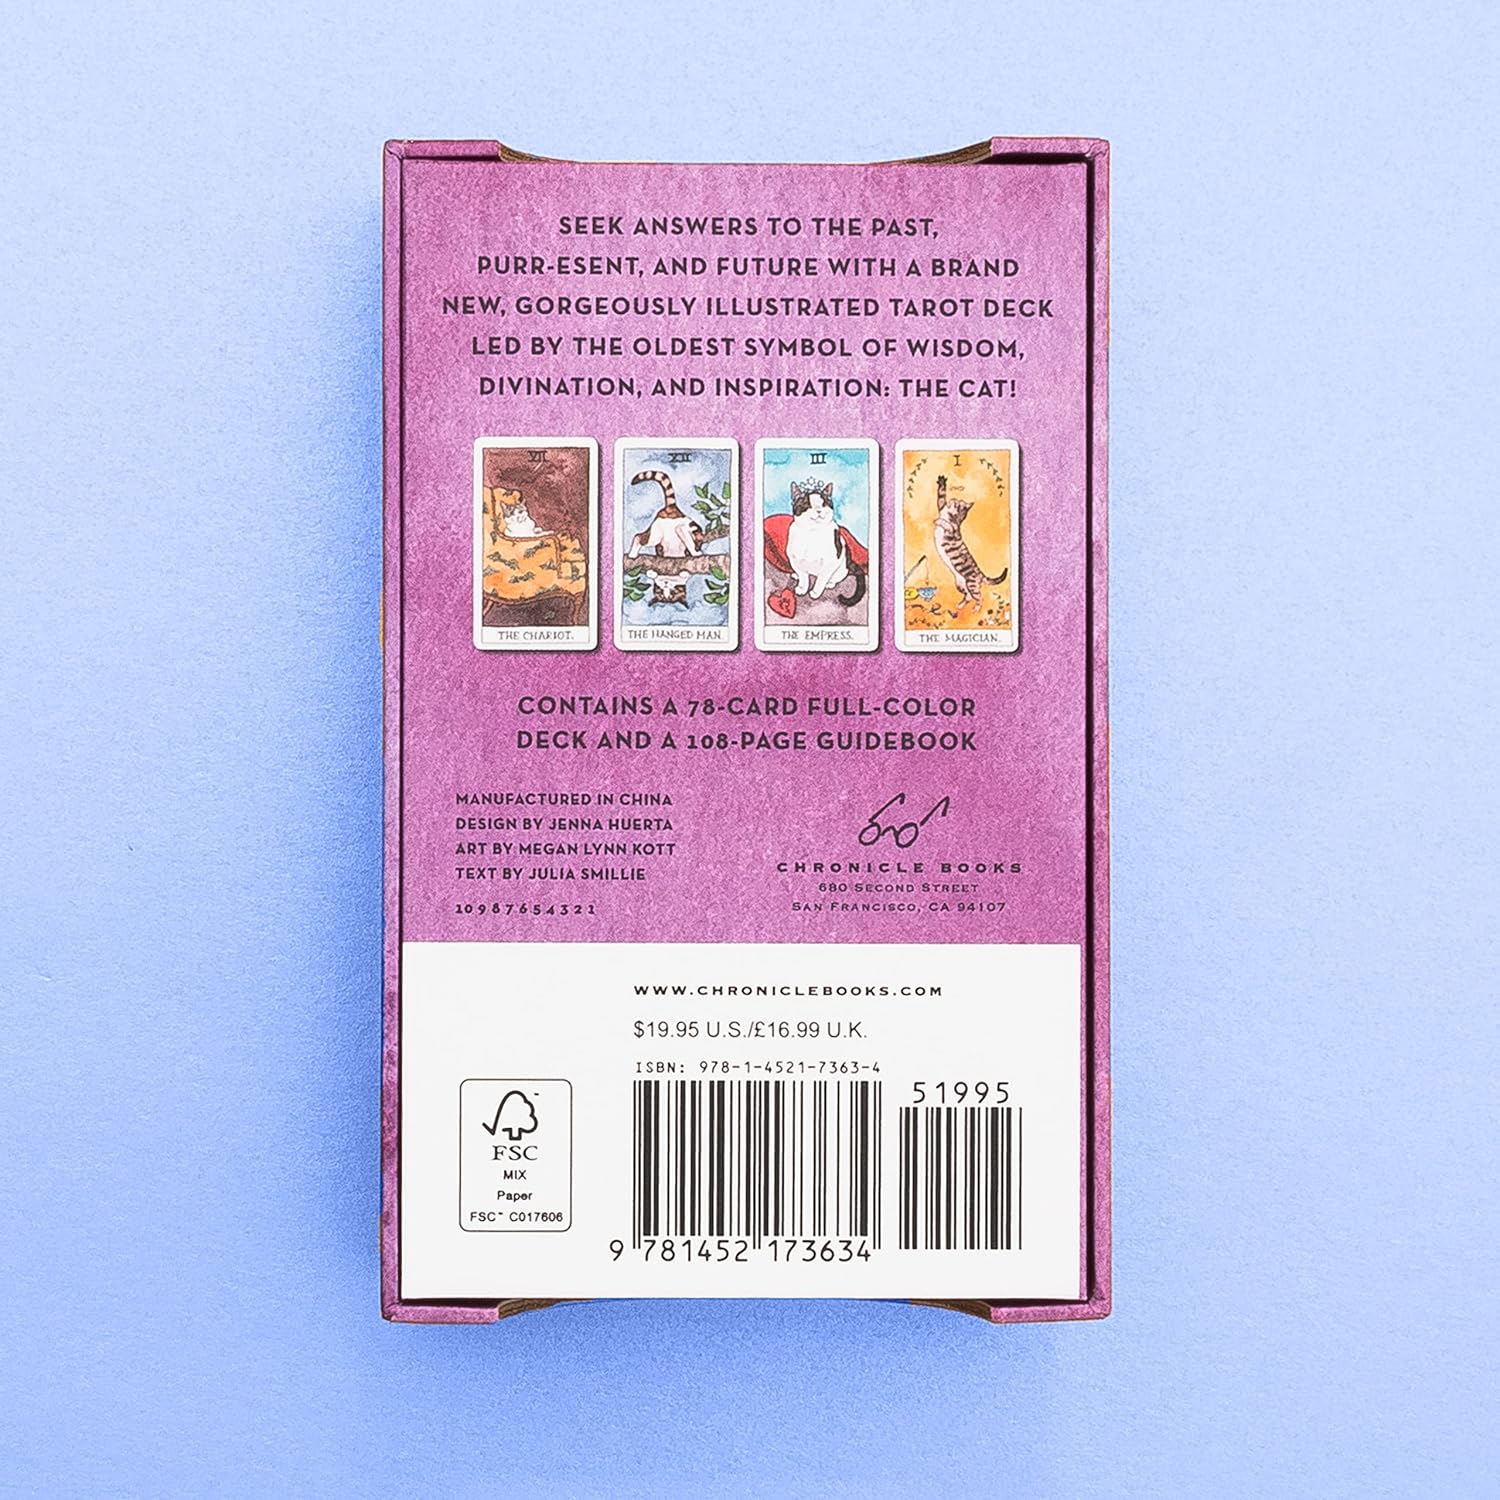 SEEK ANSWERS TO THE PAST,
PURR-ESENT, AND FUTURE WITH A BRAND
NEW, GORGEOUSLY ILLUSTRATED TAROT DECK
LED BY THE OLDEST SYMBOL OF WISDOM,
DIVINATION, AND INSPIRATION: THE CAT!
VII
THE CHARIOT.
XII
THE HANGED MAN.
III
THE EMPRESS.
I
THE MAGICIAN.
CONTAINS A 78-CARD FULL-COLOR
DECK AND A 108-PAGE GUIDEBOOK
MANUFACTURED IN CHINA
DESIGN BY JENNA HUERTA
ART BY MEGAN LYNN KOTT
TEXT BY JULIA SMILLIE
10 9 8 7 6 5 4 3 2 1
CHRONICLE BOOKS
680 SECOND STREET
SAN FRANCISCO, CA 94107
WWW.CHRONICLEBOOKS.COM
$19.95 U.S./£16.99 U.K.
ISBN: 978-1-4521-7363-4
51995
9 781452 173634
FSC
MIX
Paper
FSC™ C017606